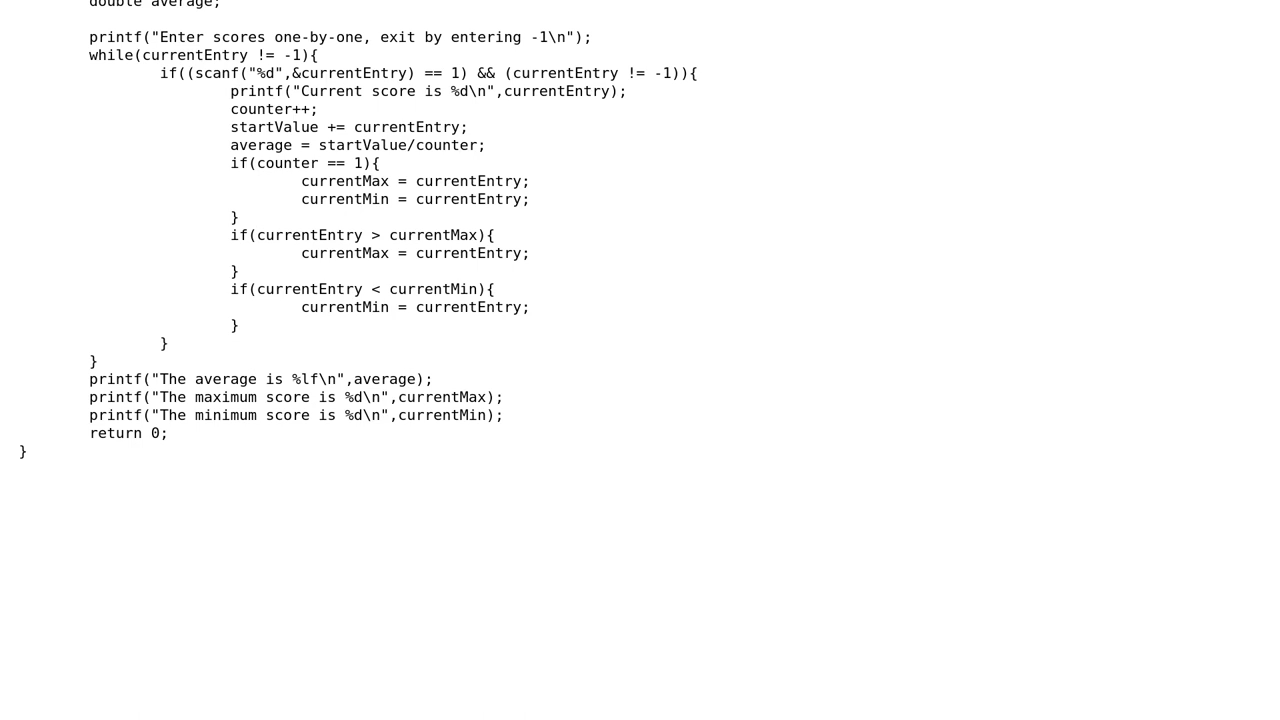 double average;
printf("Enter scores one-by-one, exit by entering -1\n");
while(currentEntry != -1){
if((scanf("%d",&currentEntry) == 1) && (currentEntry != -1)){
printf("Current score is %d\n",currentEntry);
counter++;
startValue += currentEntry;
average = startValue/counter;
if(counter == 1){
currentMax = currentEntry;
currentMin = currentEntry;
}
if(currentEntry > currentMax){
currentMax = currentEntry;
}
if(currentEntry < currentMin){
currentMin = currentEntry;
}
}
}
printf("The average is %lf\n",average);
printf("The maximum score is %d\n",currentMax);
printf("The minimum score is %d\n",currentMin);
return 0;
}